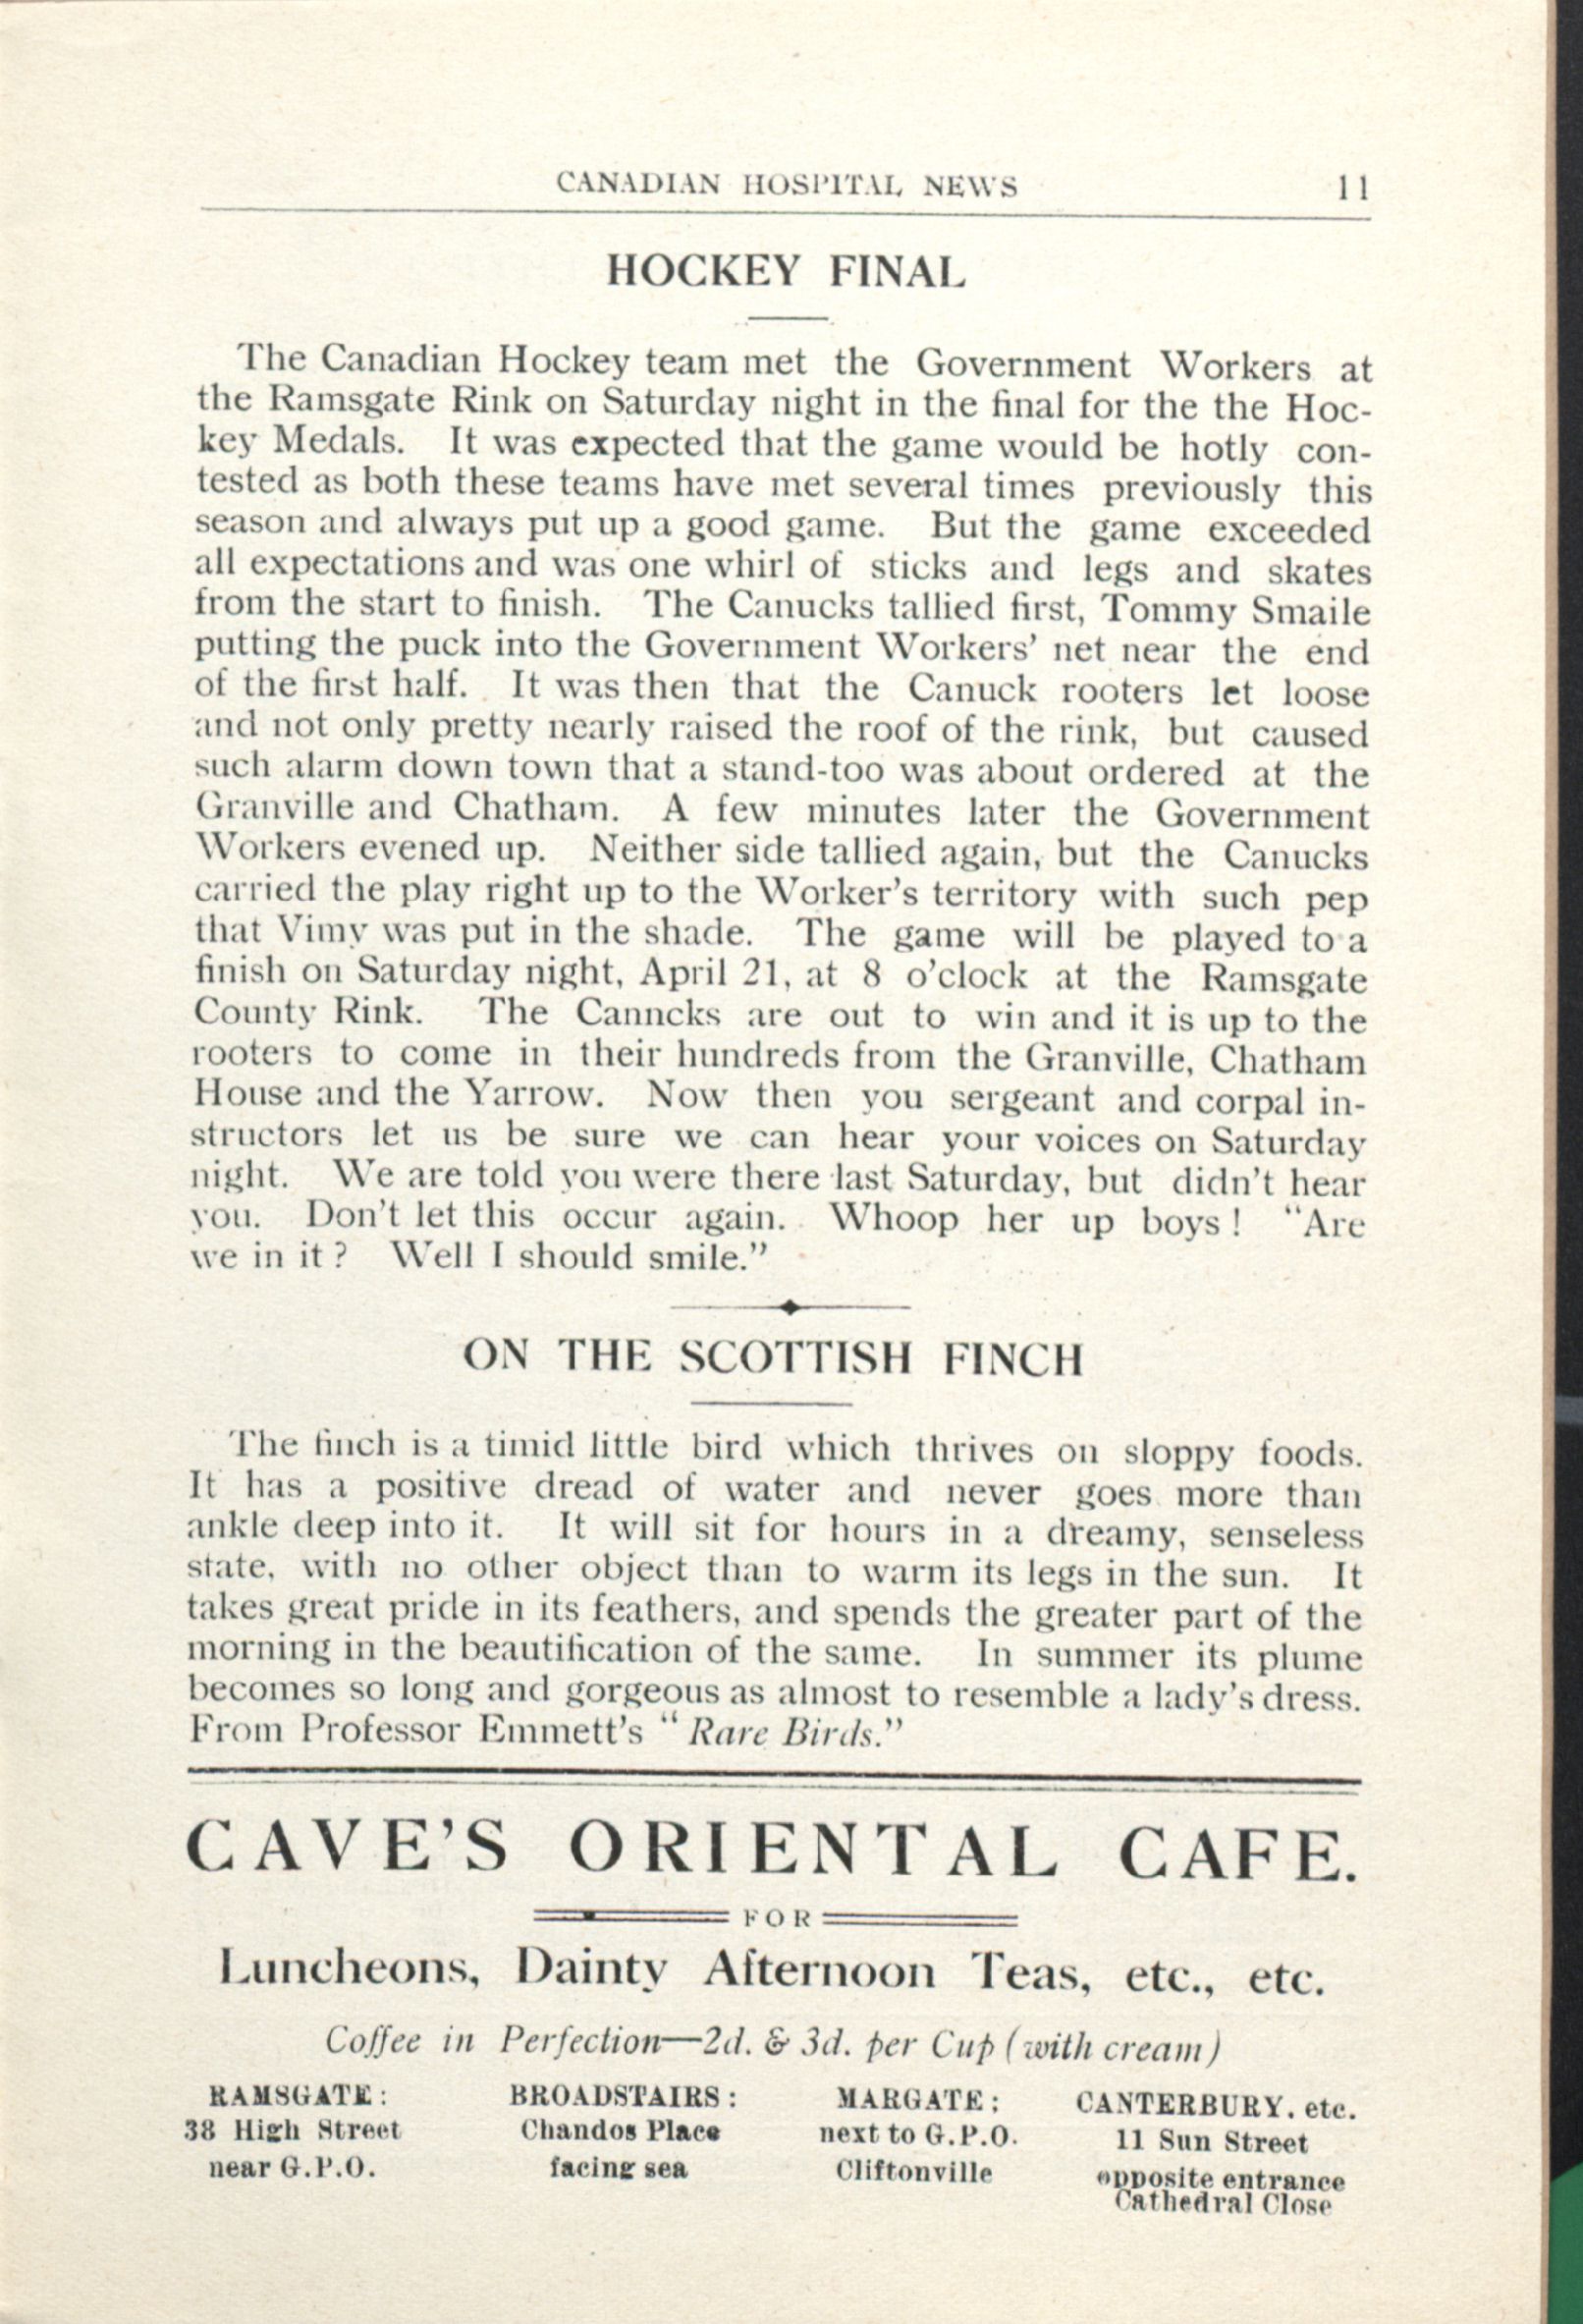 CANADIAN HOSPITAL NEWS 11
HOCKEY FINAL
The Canadian Hockey team met the Government Workers at
the Ramsgate Rink on Saturday night in the final for the the Hoc-
key Medals. It was expected that the game would be hotly con-
tested as both these teams have met several times previously this
season and always put up a good game. But the game exceeded
all expectations and was one whirl of sticks and legs and skates
from the start to finish. The Canucks tallied first, Tommy Smaile
putting the puck into the Government Workers' net near the end
of the first half. It was then that the Canuck rooters let loose
and not only pretty nearly raised the roof of the rink, but caused
such alarm down town that a stand-too was about ordered at the
Granville and Chatham. A few minutes later the Government
Workers evened up. Neither side tallied again, but the Canucks
carried the play right up to the Worker's territory with such pep
that Vimy was put in the shade. The game will be played to a
finish on Saturday night, April 21, at 8 o'clock at the Ramsgate
County Rink. The Canncks are out to win and it is up to the
rooters to come in their hundreds from the Granville, Chatham
House and the Yarrow. Now then you sergeant and corpal in-
structors let us be sure we can hear your voices on Saturday
night. We are told you were there last Saturday, but didn't hear
you. Don't let this occur again. Whoop her up boys! "Are
we in it? Well I should smile."
ON THE SCOTTISH FINCH
The finch is a timid little bird which thrives on sloppy foods.
It has a positive dread of water and never goes more than
ankle deep into it. It will sit for hours in a dreamy, senseless
state, with no other object than to warm its legs in the sun. It
takes great pride in its feathers, and spends the greater part of the
morning in the beautification of the same. In summer its plume
becomes so long and gorgeous as almost to resemble a lady's dress.
From Professor Emmett's "Rare Birds."
CAVE'S ORIENTAL CAFE.
FOR
Luncheons, Dainty Afternoon Teas, etc., etc.
Coffee in Perfection—2d. & 3d. per Cup (with cream)
RAMSGATE: BROADSTAIRS: MARGATE: CANTERBURY. etc.
38 High Street Chandos Place next to G.P.O. 11 Sun Street
near G.P.O. facing sea Cliftonville opposite entrance
Cathedral Close